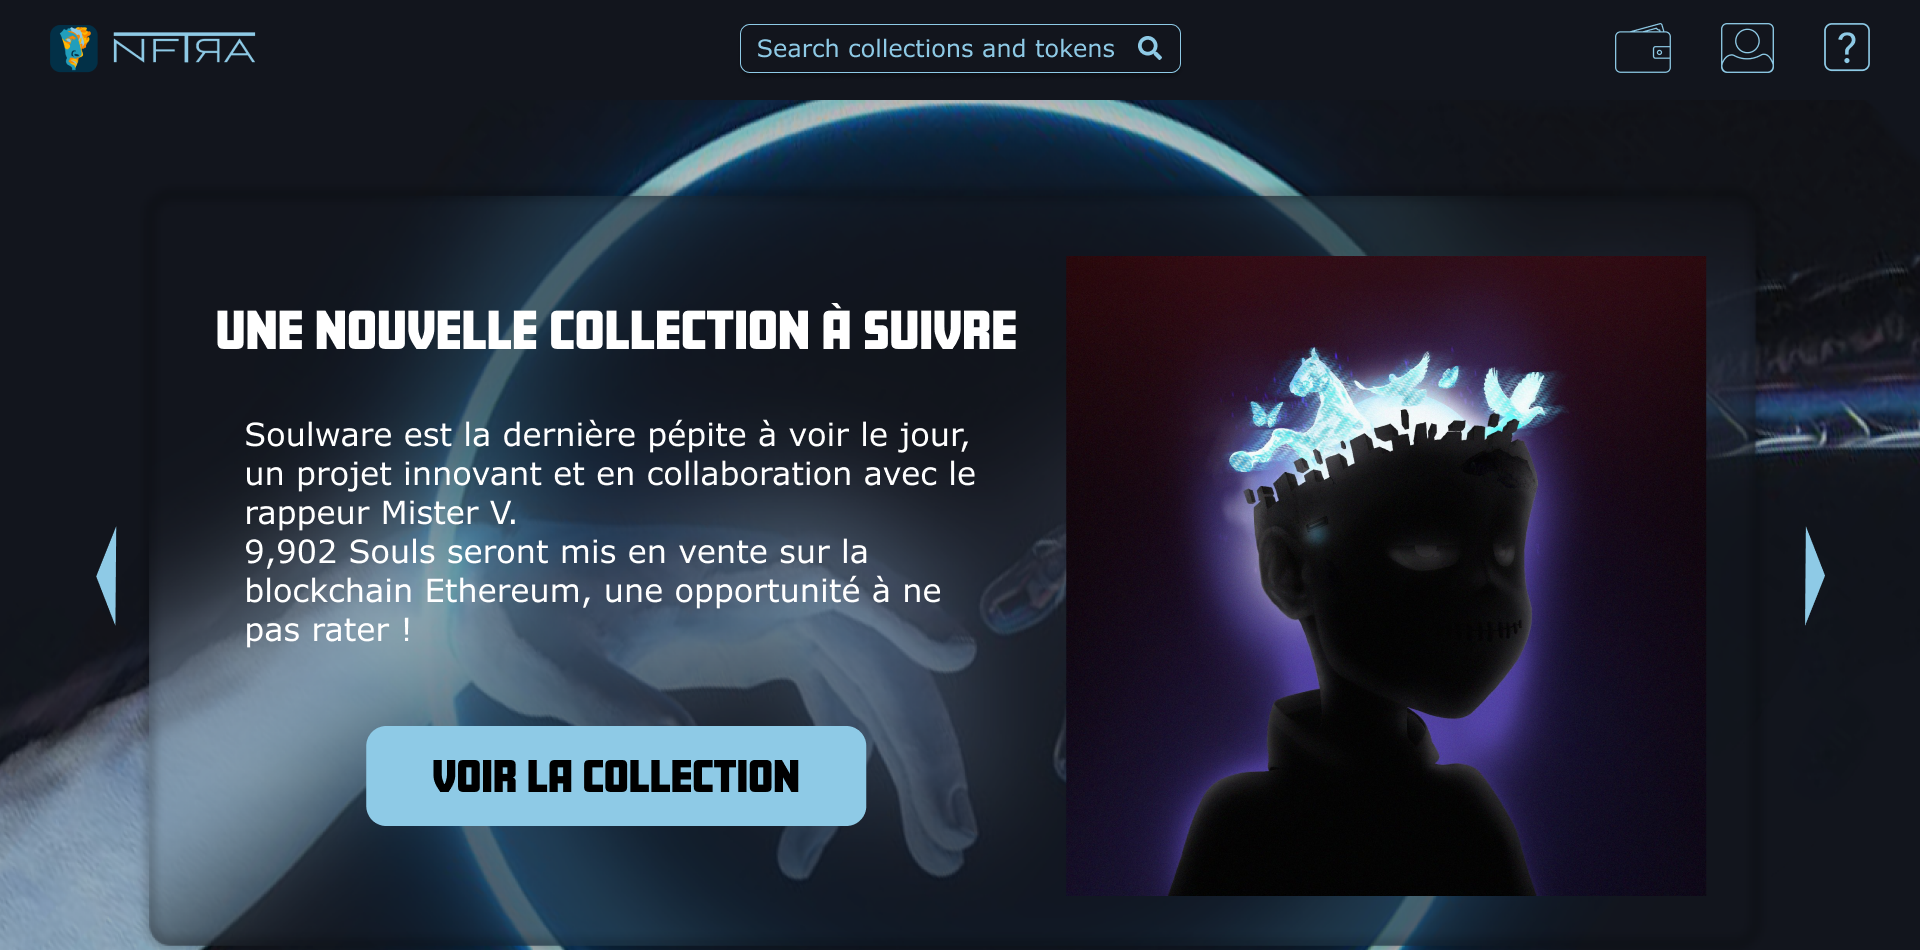 NFTRA
Search collections and tokens
?
UNE NOUVELLE COLLECTION À SUIVRE
Soulware est la dernière pépite à voir le jour,
un projet innovant et en collaboration avec le
rappeur Mister V.
9,902 Souls seront mis en vente sur la
blockchain Ethereum, une opportunité à ne
pas rater !
VOIR LA COLLECTION